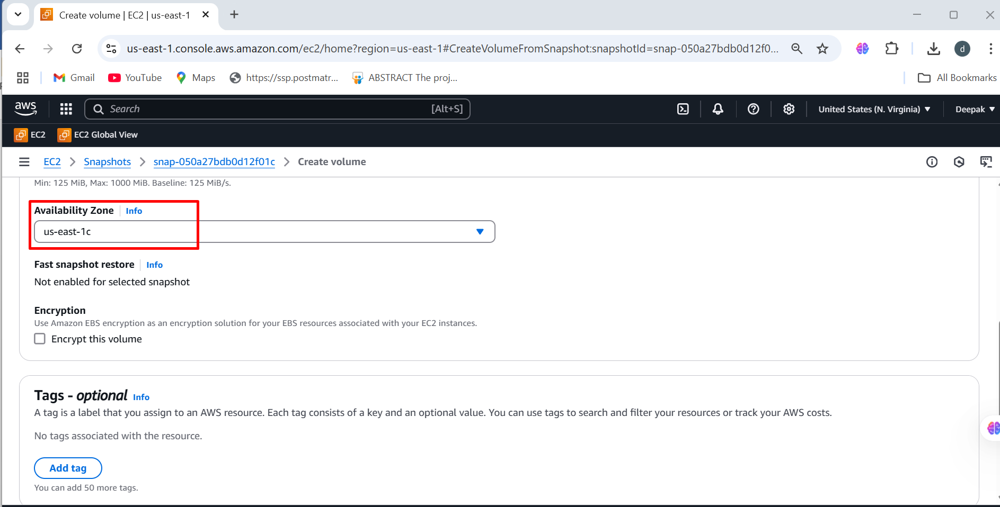 Create volume | EC2 | us-east-1
us-east-1.console.aws.amazon.com/ec2/home?region=us-east-1#CreateVolumeFromSnapshot:snapshotId=snap-050a27bdb0d12f0...
d
Gmail YouTube Maps https://ssp.postmatr... ABSTRACT The proj... All Bookmarks
aws Search [Alt+S] United States (N. Virginia) Deepak
EC2 EC2 Global View
EC2 Snapshots snap-050a27bdb0d12f01c Create volume
Min: 125 MiB, Max: 1000 MiB. Baseline: 125 MiB/s.
Availability Zone Info
us-east-1c
Fast snapshot restore Info
Not enabled for selected snapshot
Encryption
Use Amazon EBS encryption as an encryption solution for your EBS resources associated with your EC2 instances.
Encrypt this volume
Tags - optional Info
A tag is a label that you assign to an AWS resource. Each tag consists of a key and an optional value. You can use tags to search and filter your resources or track your AWS costs.
No tags associated with the resource.
Add tag
You can add 50 more tags.